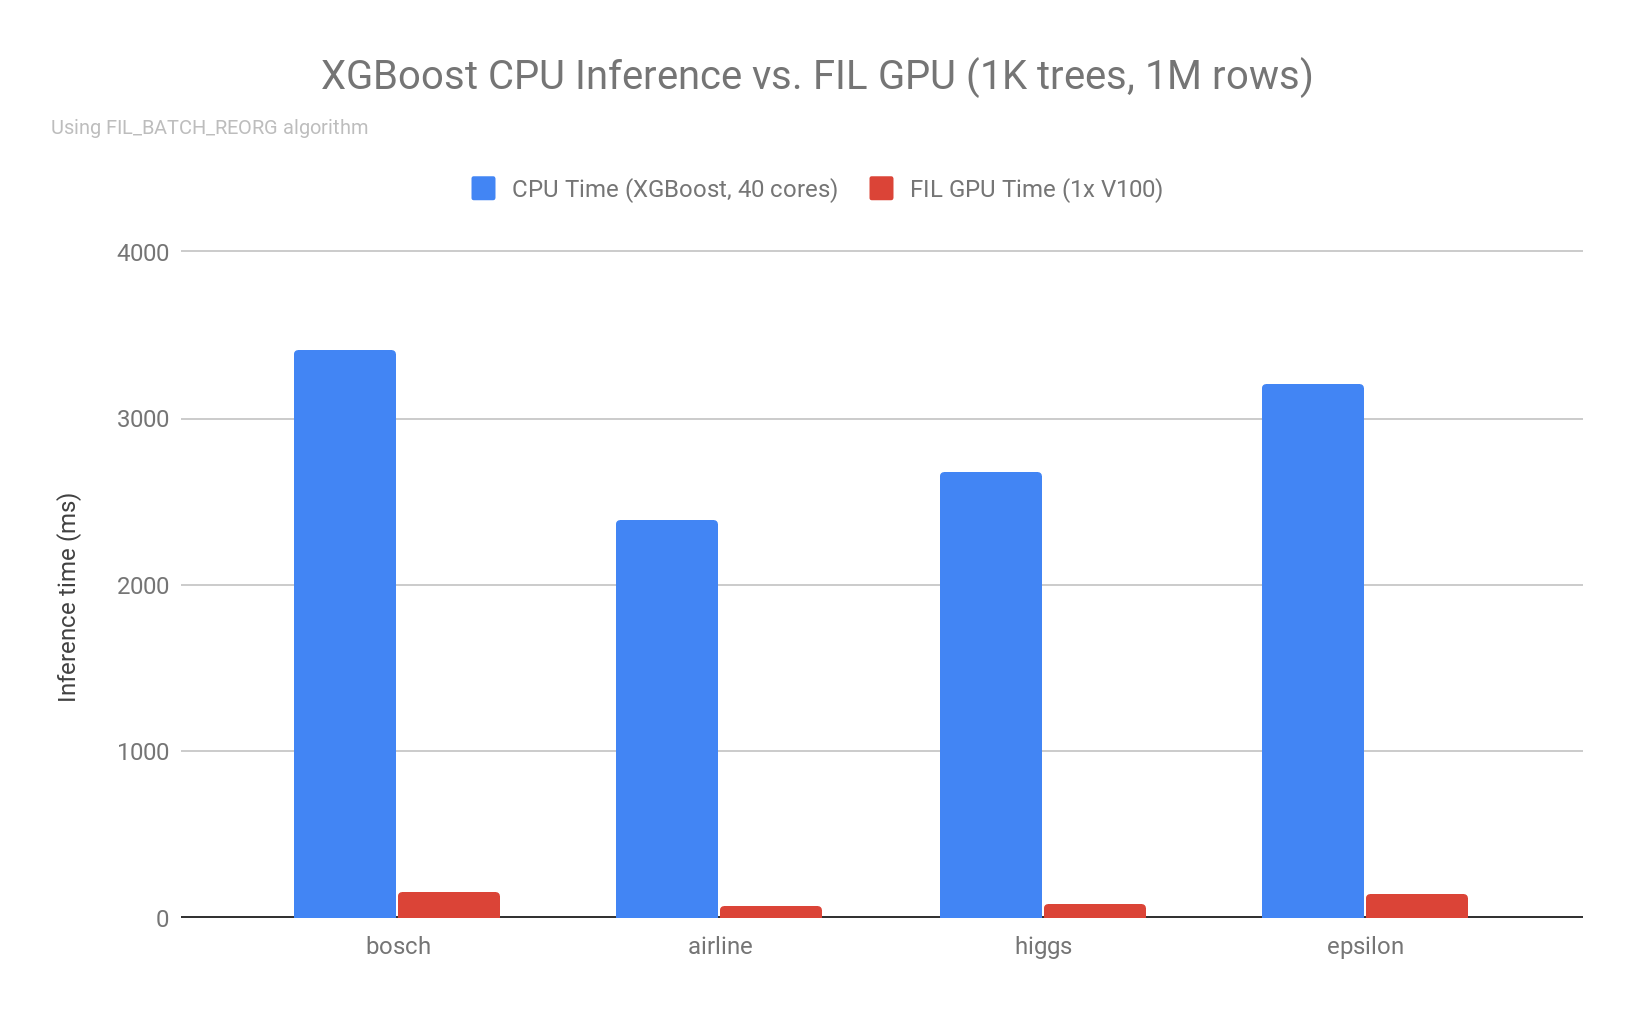 XGBoost CPU Inference vs. FIL GPU (1K trees, 1M rows)
Using FIL_BATCH_REORG algorithm
CPU Time (XGBoost, 40 cores)
FIL GPU Time (1x V100)
Inference time (ms)
4000
3000
2000
1000
0
bosch
airline
higgs
epsilon